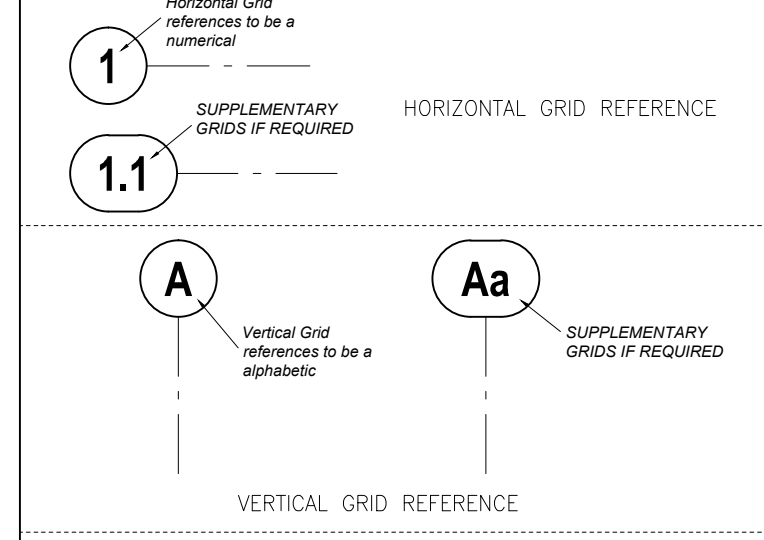 Horizontal Grid
references to be a
numerical
1
SUPPLEMENTARY
GRIDS IF REQUIRED
HORIZONTAL GRID REFERENCE
1.1
A
Aa
Vertical Grid
references to be a
alphabetic
SUPPLEMENTARY
GRIDS IF REQUIRED
VERTICAL GRID REFERENCE